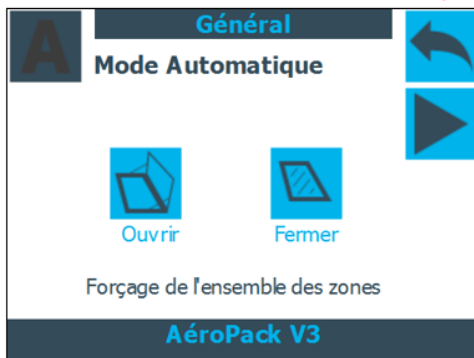 Général
A
Mode Automatique
Ouvrir
Fermer
Forçage de l'ensemble des zones
AéroPack V3